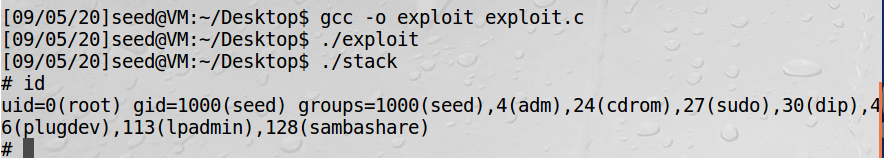 [09/05/20]seed@VM:~/Desktop$ gcc -o exploit exploit.c
[09/05/20]seed@VM:~/Desktop$ ./exploit
[09/05/20]seed@VM:~/Desktop$ ./stack
# id
uid=0(root) gid=1000(seed) groups=1000(seed),4(adm),24(cdrom),27(sudo),30(dip),4
6(plugdev),113(lpadmin),128(sambashare)
#